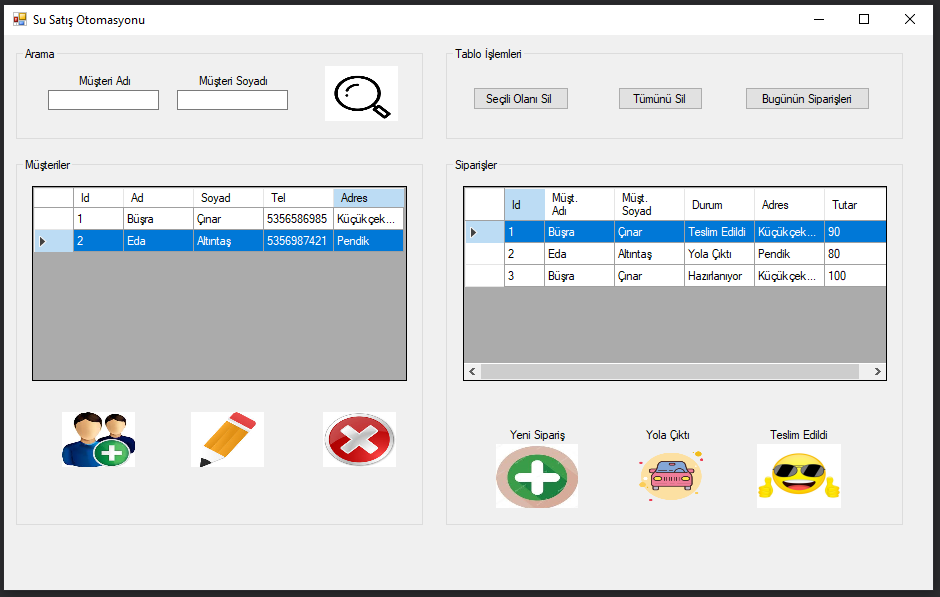 Su Satış Otomasyonu
Arama
Müşteri Adı
Müşteri Soyadı
Tablo İşlemleri
Seçili Olanı Sil
Tümünü Sil
Bugünün Siparişleri
Müşteriler
Id Ad Soyad Tel Adres
1 Büşra Çınar 5356586985 Küçükçek...
2 Eda Altıntaş 5356987421 Pendik
Siparişler
Id Müşt. Adı Müşt. Soyad Durum Adres Tutar
1 Büşra Çınar Teslim Edildi Küçükçek... 90
2 Eda Altıntaş Yola Çıktı Pendik 80
3 Büşra Çınar Hazırlanıyor Küçükçek... 100
Yeni Sipariş
Yola Çıktı
Teslim Edildi